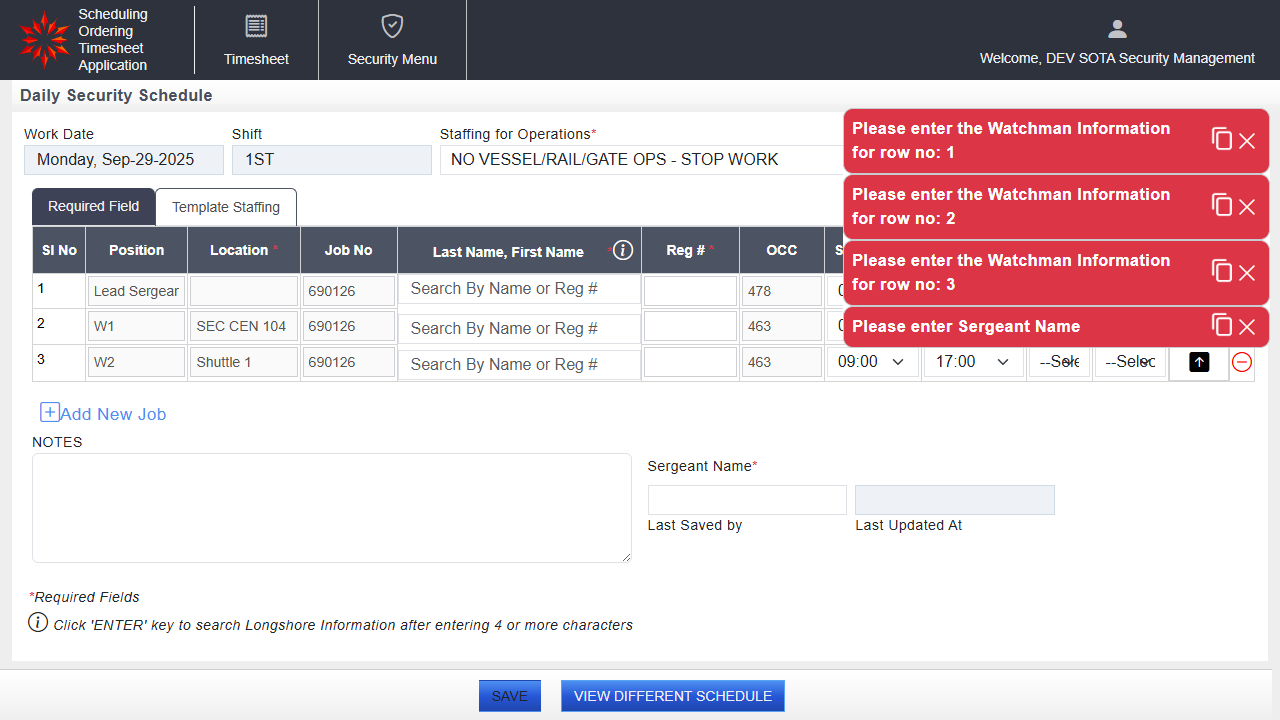 Scheduling
Ordering
Timesheet
Application
Timesheet
Security Menu
Welcome, DEV SOTA Security Management
Daily Security Schedule
Work Date
Shift
Staffing for Operations*
Monday, Sep-29-2025
1ST
NO VESSEL/RAIL/GATE OPS - STOP WORK
Please enter the Watchman Information
for row no: 1
Please enter the Watchman Information
for row no: 2
Please enter the Watchman Information
for row no: 3
Please enter Sergeant Name
Required Field
Template Staffing
SI No Position Location * Job No Last Name, First Name * Reg # * OCC
1 Lead Sergear 690126 Search By Name or Reg # 478
2 W1 SEC CEN 104 690126 Search By Name or Reg # 463
3 W2 Shuttle 1 690126 Search By Name or Reg # 463 09:00 17:00 --Sele --Selec
Add New Job
NOTES
Sergeant Name*
Last Saved by
Last Updated At
*Required Fields
Click 'ENTER' key to search Longshore Information after entering 4 or more characters
SAVE
VIEW DIFFERENT SCHEDULE